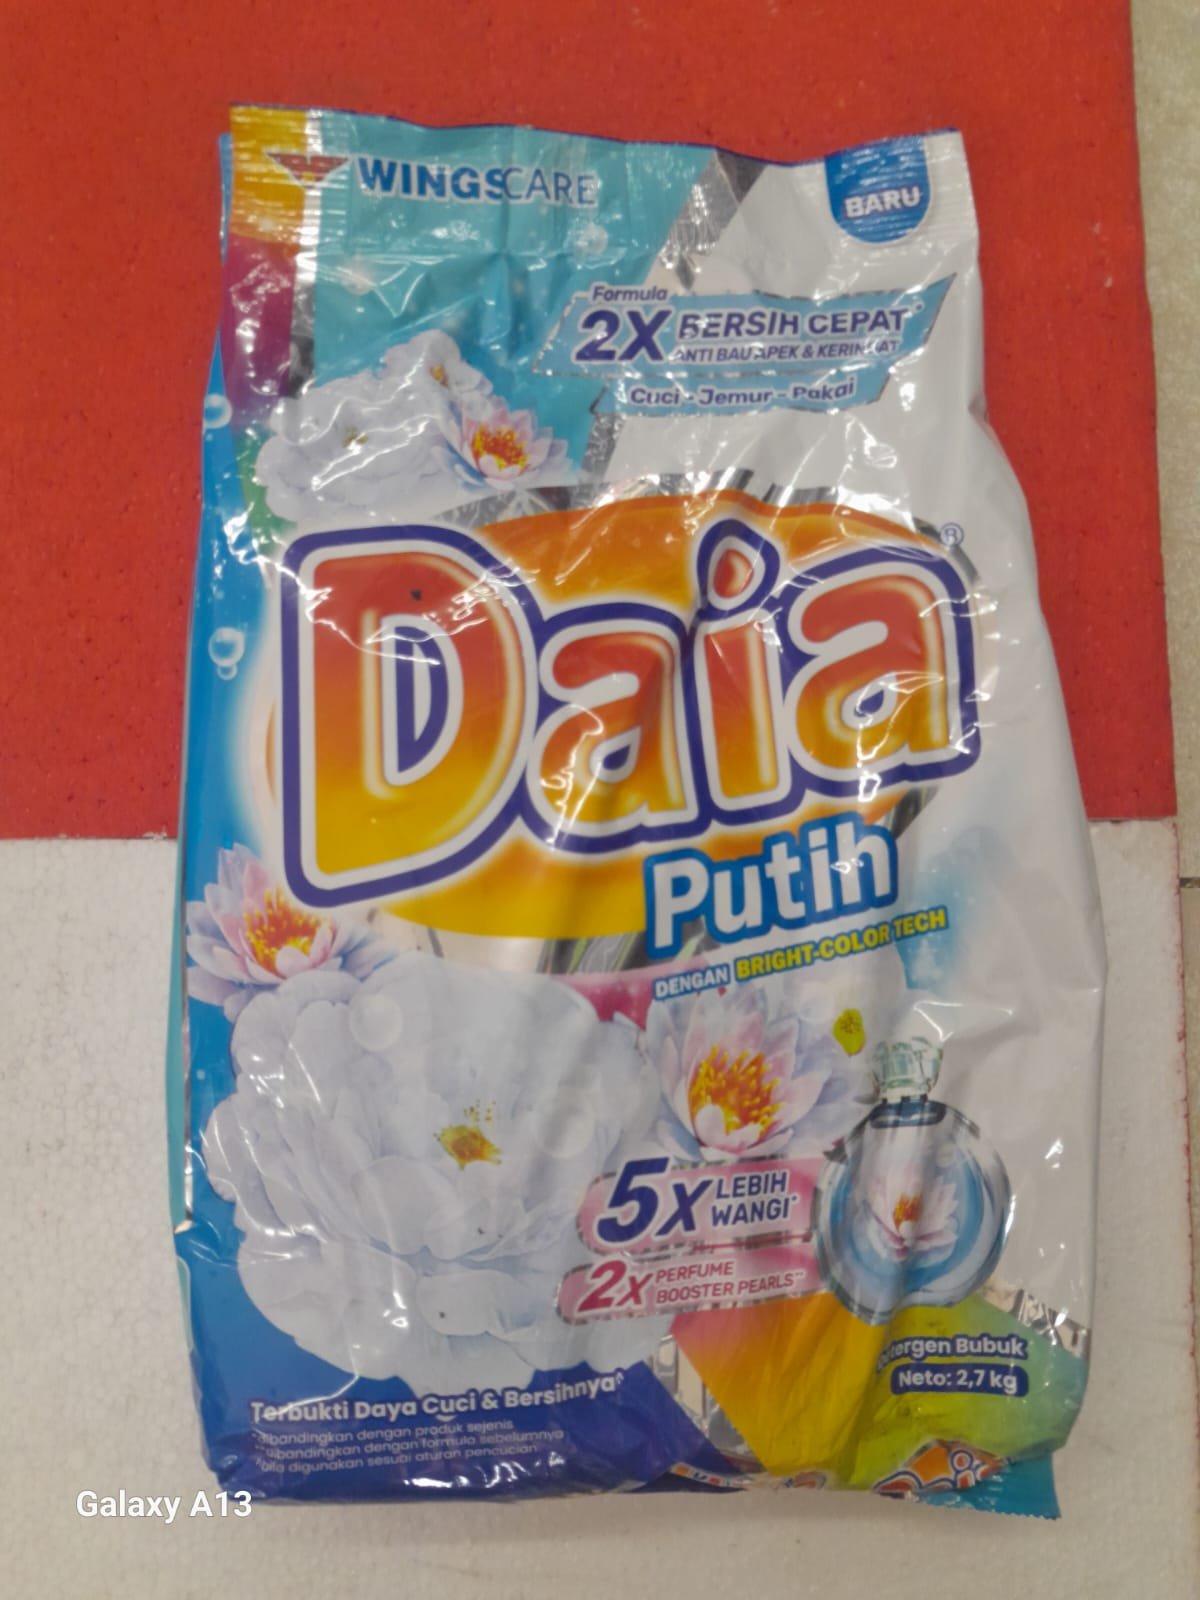 WINGSCARE
BARU
Formula
2X BERSIH CEPAT*
ANTI BAU APEK & KERINGAT
Cuci - Jemur - Pakai
Daia®
Putih
DENGAN BRIGHT-COLOR TECH
5X LEBIH WANGI*
2X PERFUME BOOSTER PEARLS**
Detergen Bubuk
Neto: 2,7 kg
Terbukti Daya Cuci & Bersihnya^
*dibandingkan dengan produk sejenis
**dibandingkan dengan formula sebelumnya
^bila digunakan sesuai aturan pencucian
Daia
Galaxy A13